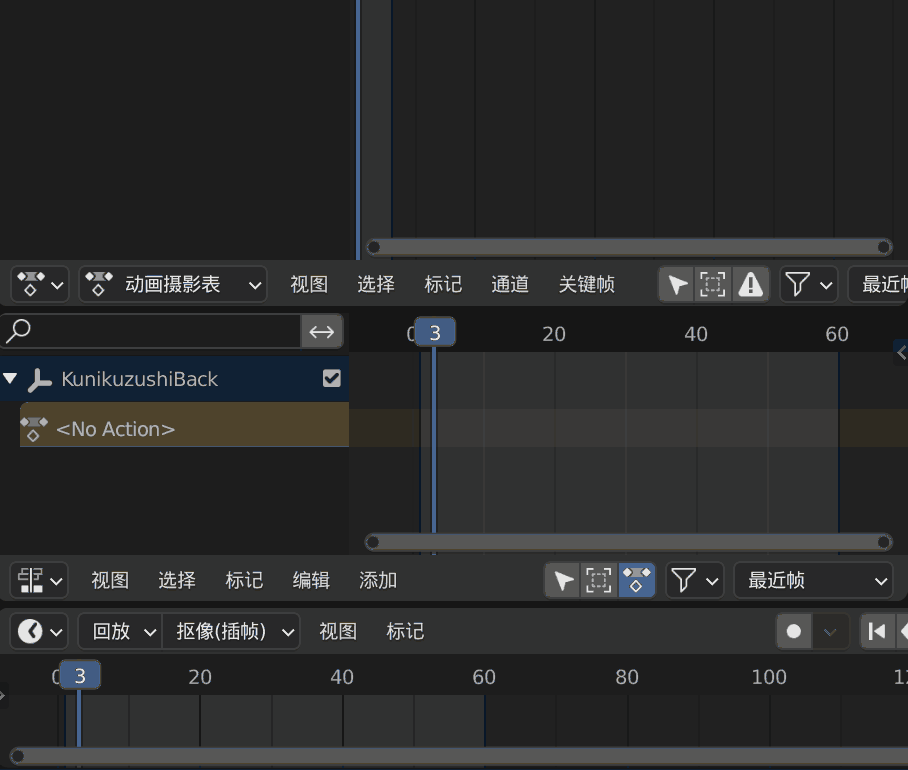 动画摄影表 视图 选择 标记 通道 关键帧 最近帧
0 3 20 40 60
KunikuzushiBack
<No Action>
视图 选择 标记 编辑 添加 最近帧
回放 抠像(插帧) 视图 标记
0 3 20 40 60 80 100